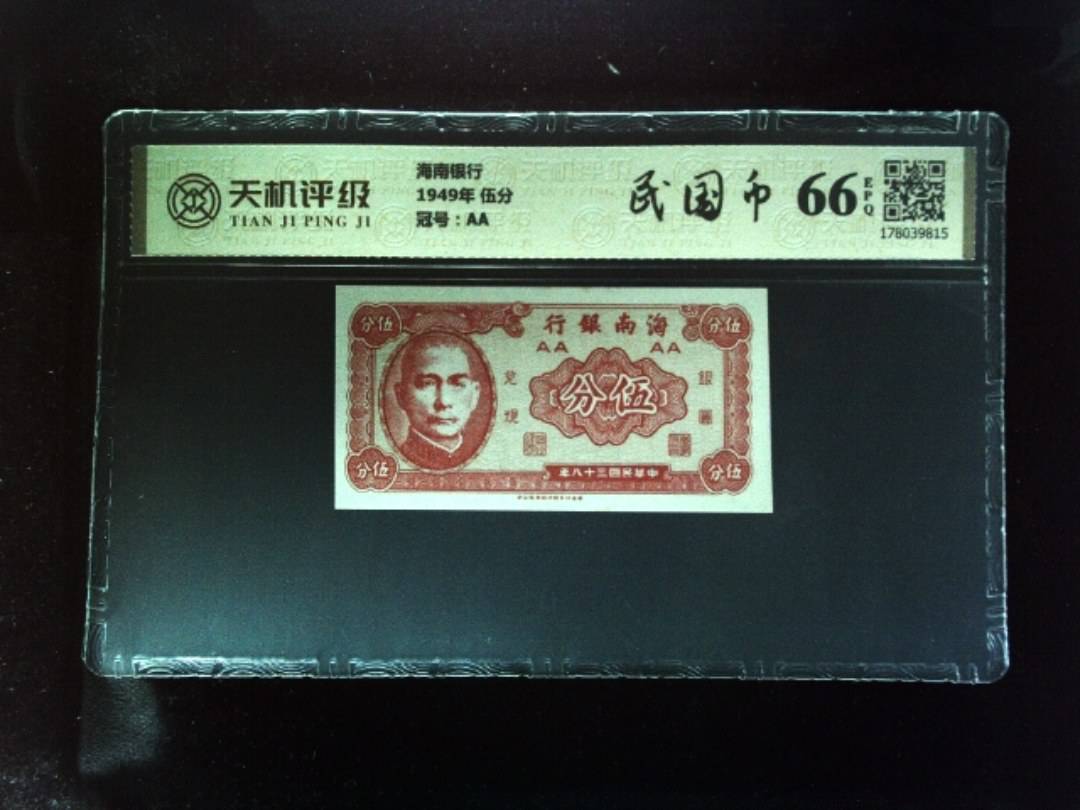 天机评级
TIAN JI PING JI
海南银行
1949年 伍分
冠号：AA
民国币
66
EPQ
178039815
分伍
行銀南海
分伍
AA AA
兌現
分伍
銀圓
分伍
年八十三國民華中
分伍